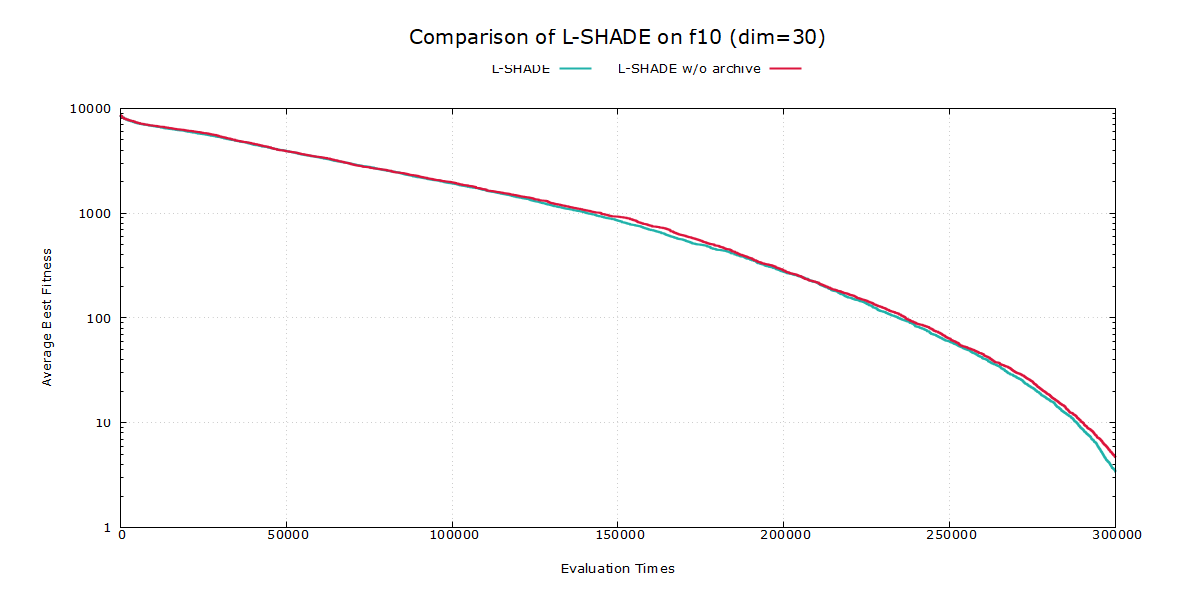 Comparison of L-SHADE on f10 (dim=30)
L-SHADE L-SHADE w/o archive
10000
1000
100
10
1
Average Best Fitness
0 50000 100000 150000 200000 250000 300000
Evaluation Times